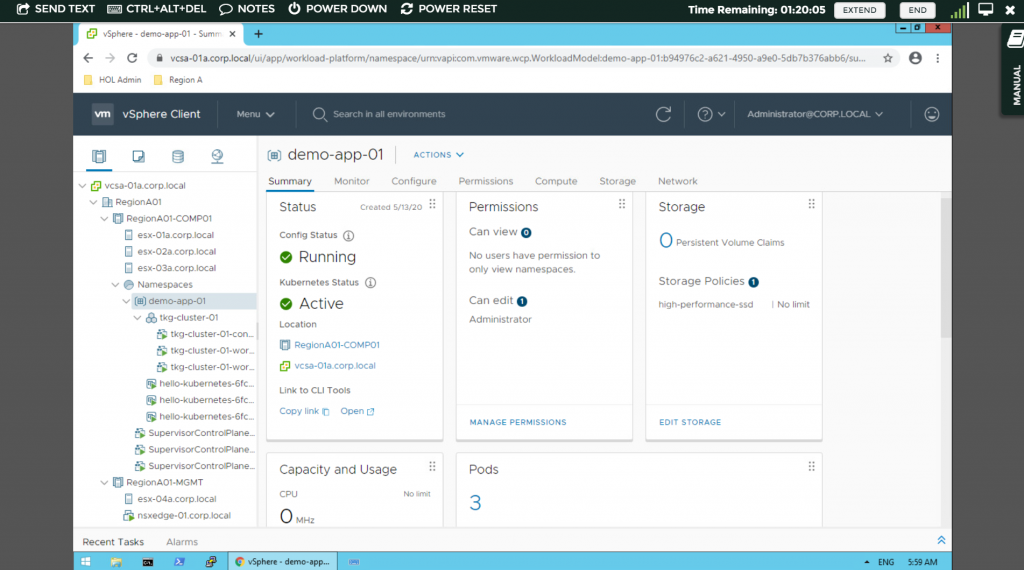 SEND TEXT CTRL+ALT+DEL NOTES POWER DOWN POWER RESET Time Remaining: 01:20:05 EXTEND END
MANUAL
vSphere - demo-app-01 - Summ
vcsa-01a.corp.local/ui/app/workload-platform/namespace/urn:vapi:com.vmware.wcp.WorkloadModel:demo-app-01:b94976c2-a621-4950-a9e0-5db7b376abb6/su...
HOL Admin Region A
vm vSphere Client Menu Search in all environments Administrator@CORP.LOCAL
vcsa-01a.corp.local
RegionA01
RegionA01-COMP01
esx-01a.corp.local
esx-02a.corp.local
esx-03a.corp.local
Namespaces
demo-app-01
tkg-cluster-01
tkg-cluster-01-con...
tkg-cluster-01-wor...
tkg-cluster-01-wor...
hello-kubernetes-6fc...
hello-kubernetes-6fc...
hello-kubernetes-6fc...
SupervisorControlPlane...
SupervisorControlPlane...
SupervisorControlPlane...
RegionA01-MGMT
esx-04a.corp.local
nsxedge-01.corp.local
demo-app-01 ACTIONS
Summary Monitor Configure Permissions Compute Storage Network
Status Created 5/13/20
Config Status
Running
Kubernetes Status
Active
Location
RegionA01-COMP01
vcsa-01a.corp.local
Link to CLI Tools
Copy link Open
Permissions
Can view 0
No users have permission to
only view namespaces.
Can edit 1
Administrator
MANAGE PERMISSIONS
Storage
0 Persistent Volume Claims
Storage Policies 1
high-performance-ssd | No limit
EDIT STORAGE
Capacity and Usage
CPU No limit
0 MHz
Pods
3
Recent Tasks Alarms
vSphere - demo-app... ENG 5:59 AM